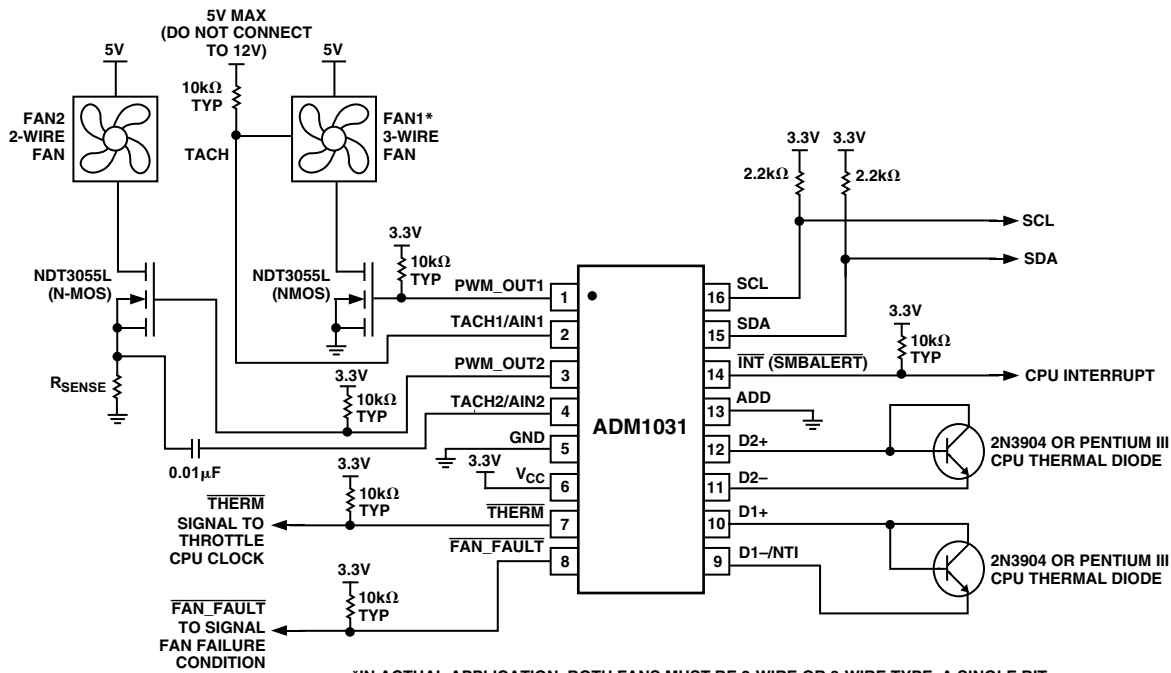 5V MAX
(DO NOT CONNECT
TO 12V)
5V
5V
10kΩ
TYP
FAN2
2-WIRE
FAN
TACH
FAN1*
3-WIRE
FAN
3.3V
3.3V
2.2kΩ
2.2kΩ
SCL
SDA
NDT3055L
(N-MOS)
NDT3055L
(NMOS)
3.3V
10kΩ
TYP
PWM_OUT1
1
TACH1/AIN1
2
PWM_OUT2
3
3.3V
10kΩ
TYP
TACH2/AIN2
4
GND
5
3.3V
VCC
6
THERM
7
FAN_FAULT
8
ADM1031
16
SCL
15
SDA
14
INT (SMBALERT)
3.3V
10kΩ
TYP
CPU INTERRUPT
13
ADD
12
D2+
11
D2–
10
D1+
9
D1–/NTI
2N3904 OR PENTIUM III
CPU THERMAL DIODE
2N3904 OR PENTIUM III
CPU THERMAL DIODE
RSENSE
0.01μF
3.3V
10kΩ
TYP
THERM
SIGNAL TO
THROTTLE
CPU CLOCK
3.3V
10kΩ
TYP
FAN_FAULT
TO SIGNAL
FAN FAILURE
CONDITION